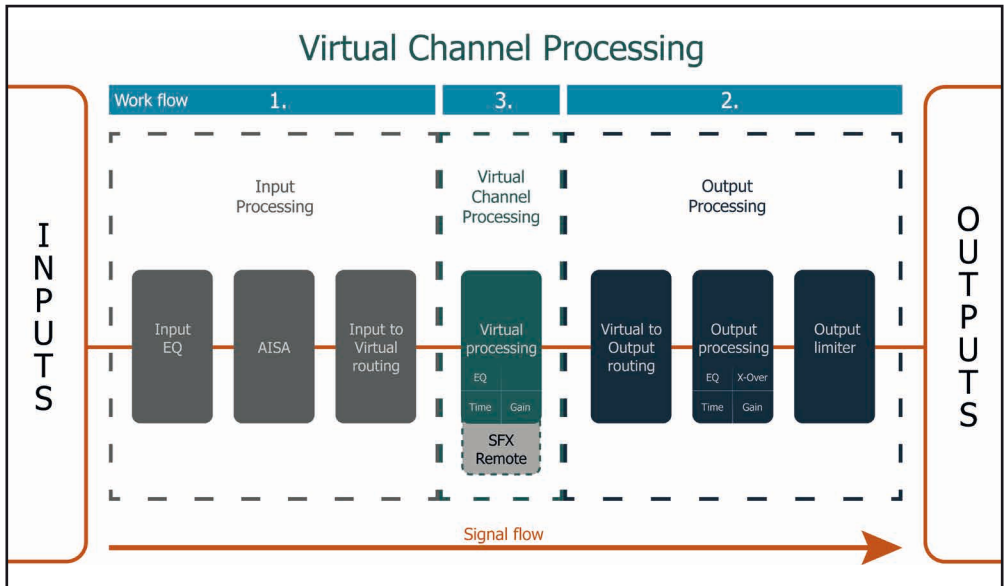 Virtual Channel Processing
Work flow 1. 3. 2.
INPUTS
Input
Processing
Virtual
Channel
Processing
Output
Processing
Input
EQ
AISA
Input to
Virtual
routing
Virtual
processing
EQ
Time Gain
SFX
Remote
Virtual to
Output
routing
Output
processing
EQ X-Over
Time Gain
Output
limiter
OUTPUTS
Signal flow